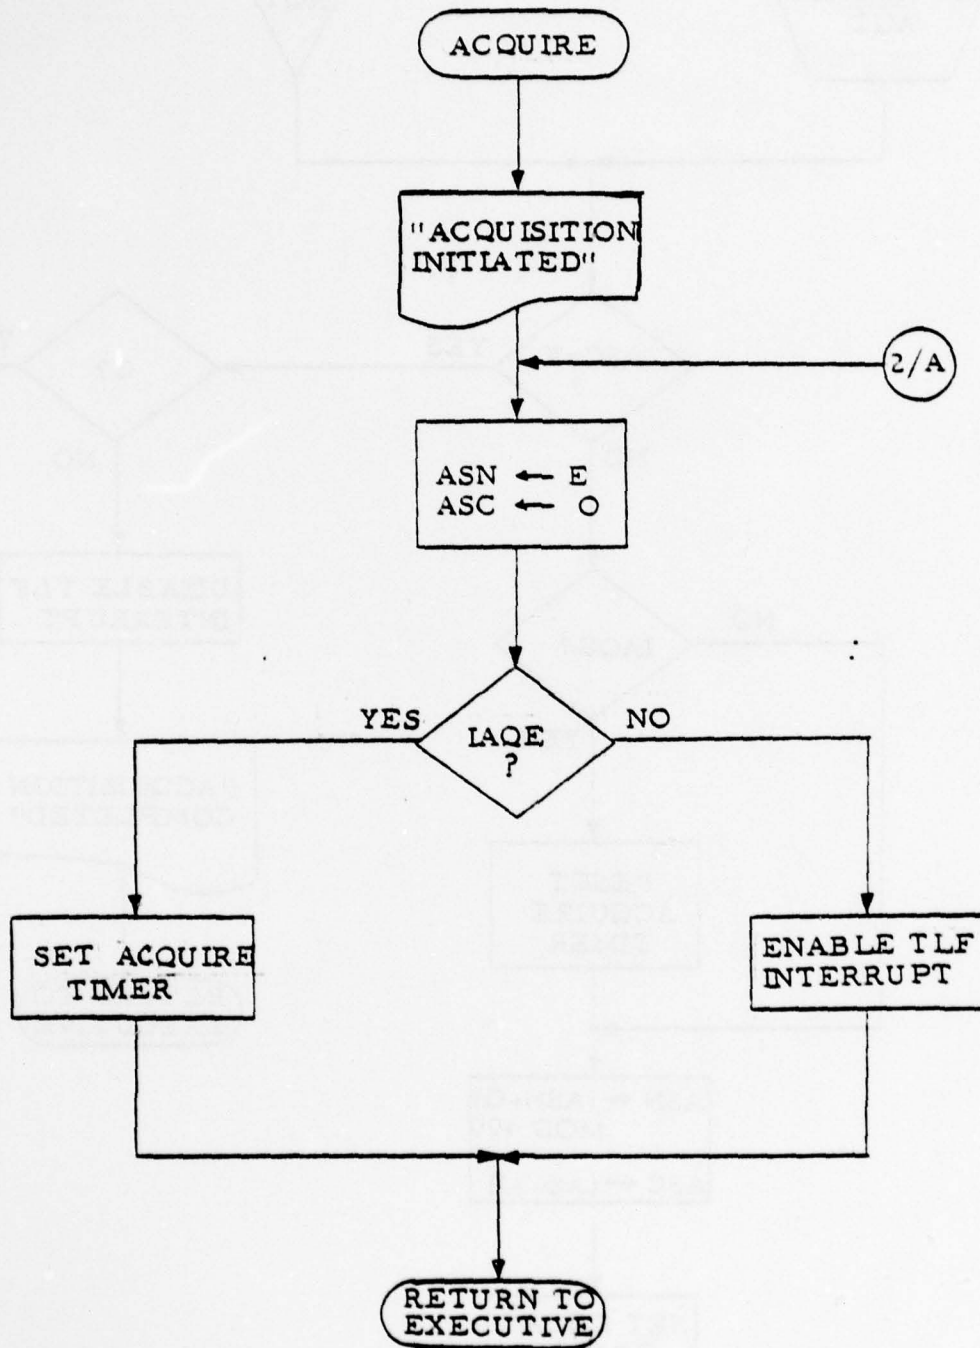 ACQUIRE
"ACQUISITION
INITIATED"
2/A
ASN ← E
ASC ← O
YES
IAQE
?
NO
SET ACQUIRE
TIMER
ENABLE TLF
INTERRUPT
RETURN TO
EXECUTIVE